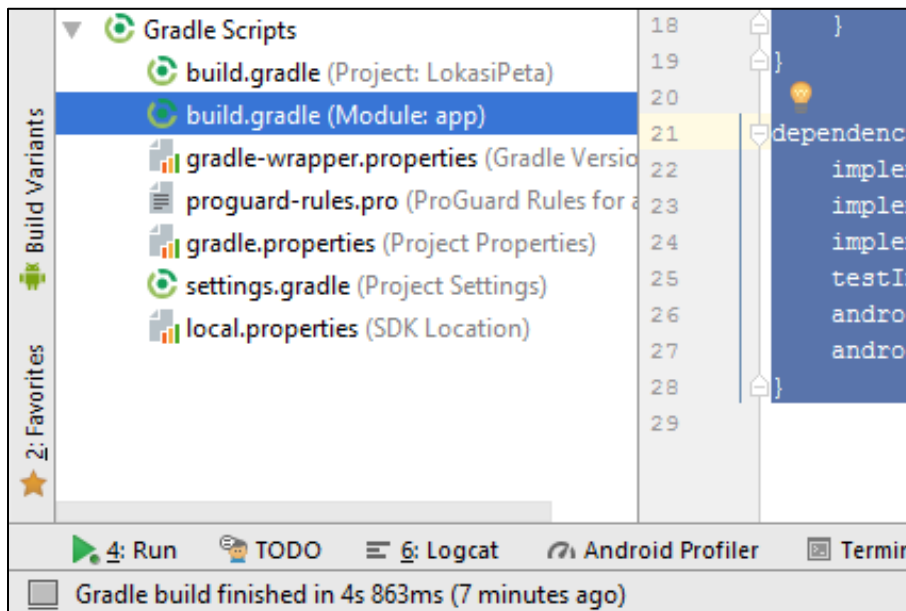 Gradle Scripts
build.gradle (Project: LokasiPeta)
build.gradle (Module: app)
gradle-wrapper.properties (Gradle Versio
proguard-rules.pro (ProGuard Rules for a
gradle.properties (Project Properties)
settings.gradle (Project Settings)
local.properties (SDK Location)
Build Variants
2: Favorites
18 }
19 }
20
21 dependenc
22 imple
23 imple
24 imple
25 testI
26 andro
27 andro
28 }
29
4: Run TODO 6: Logcat Android Profiler Termin
Gradle build finished in 4s 863ms (7 minutes ago)